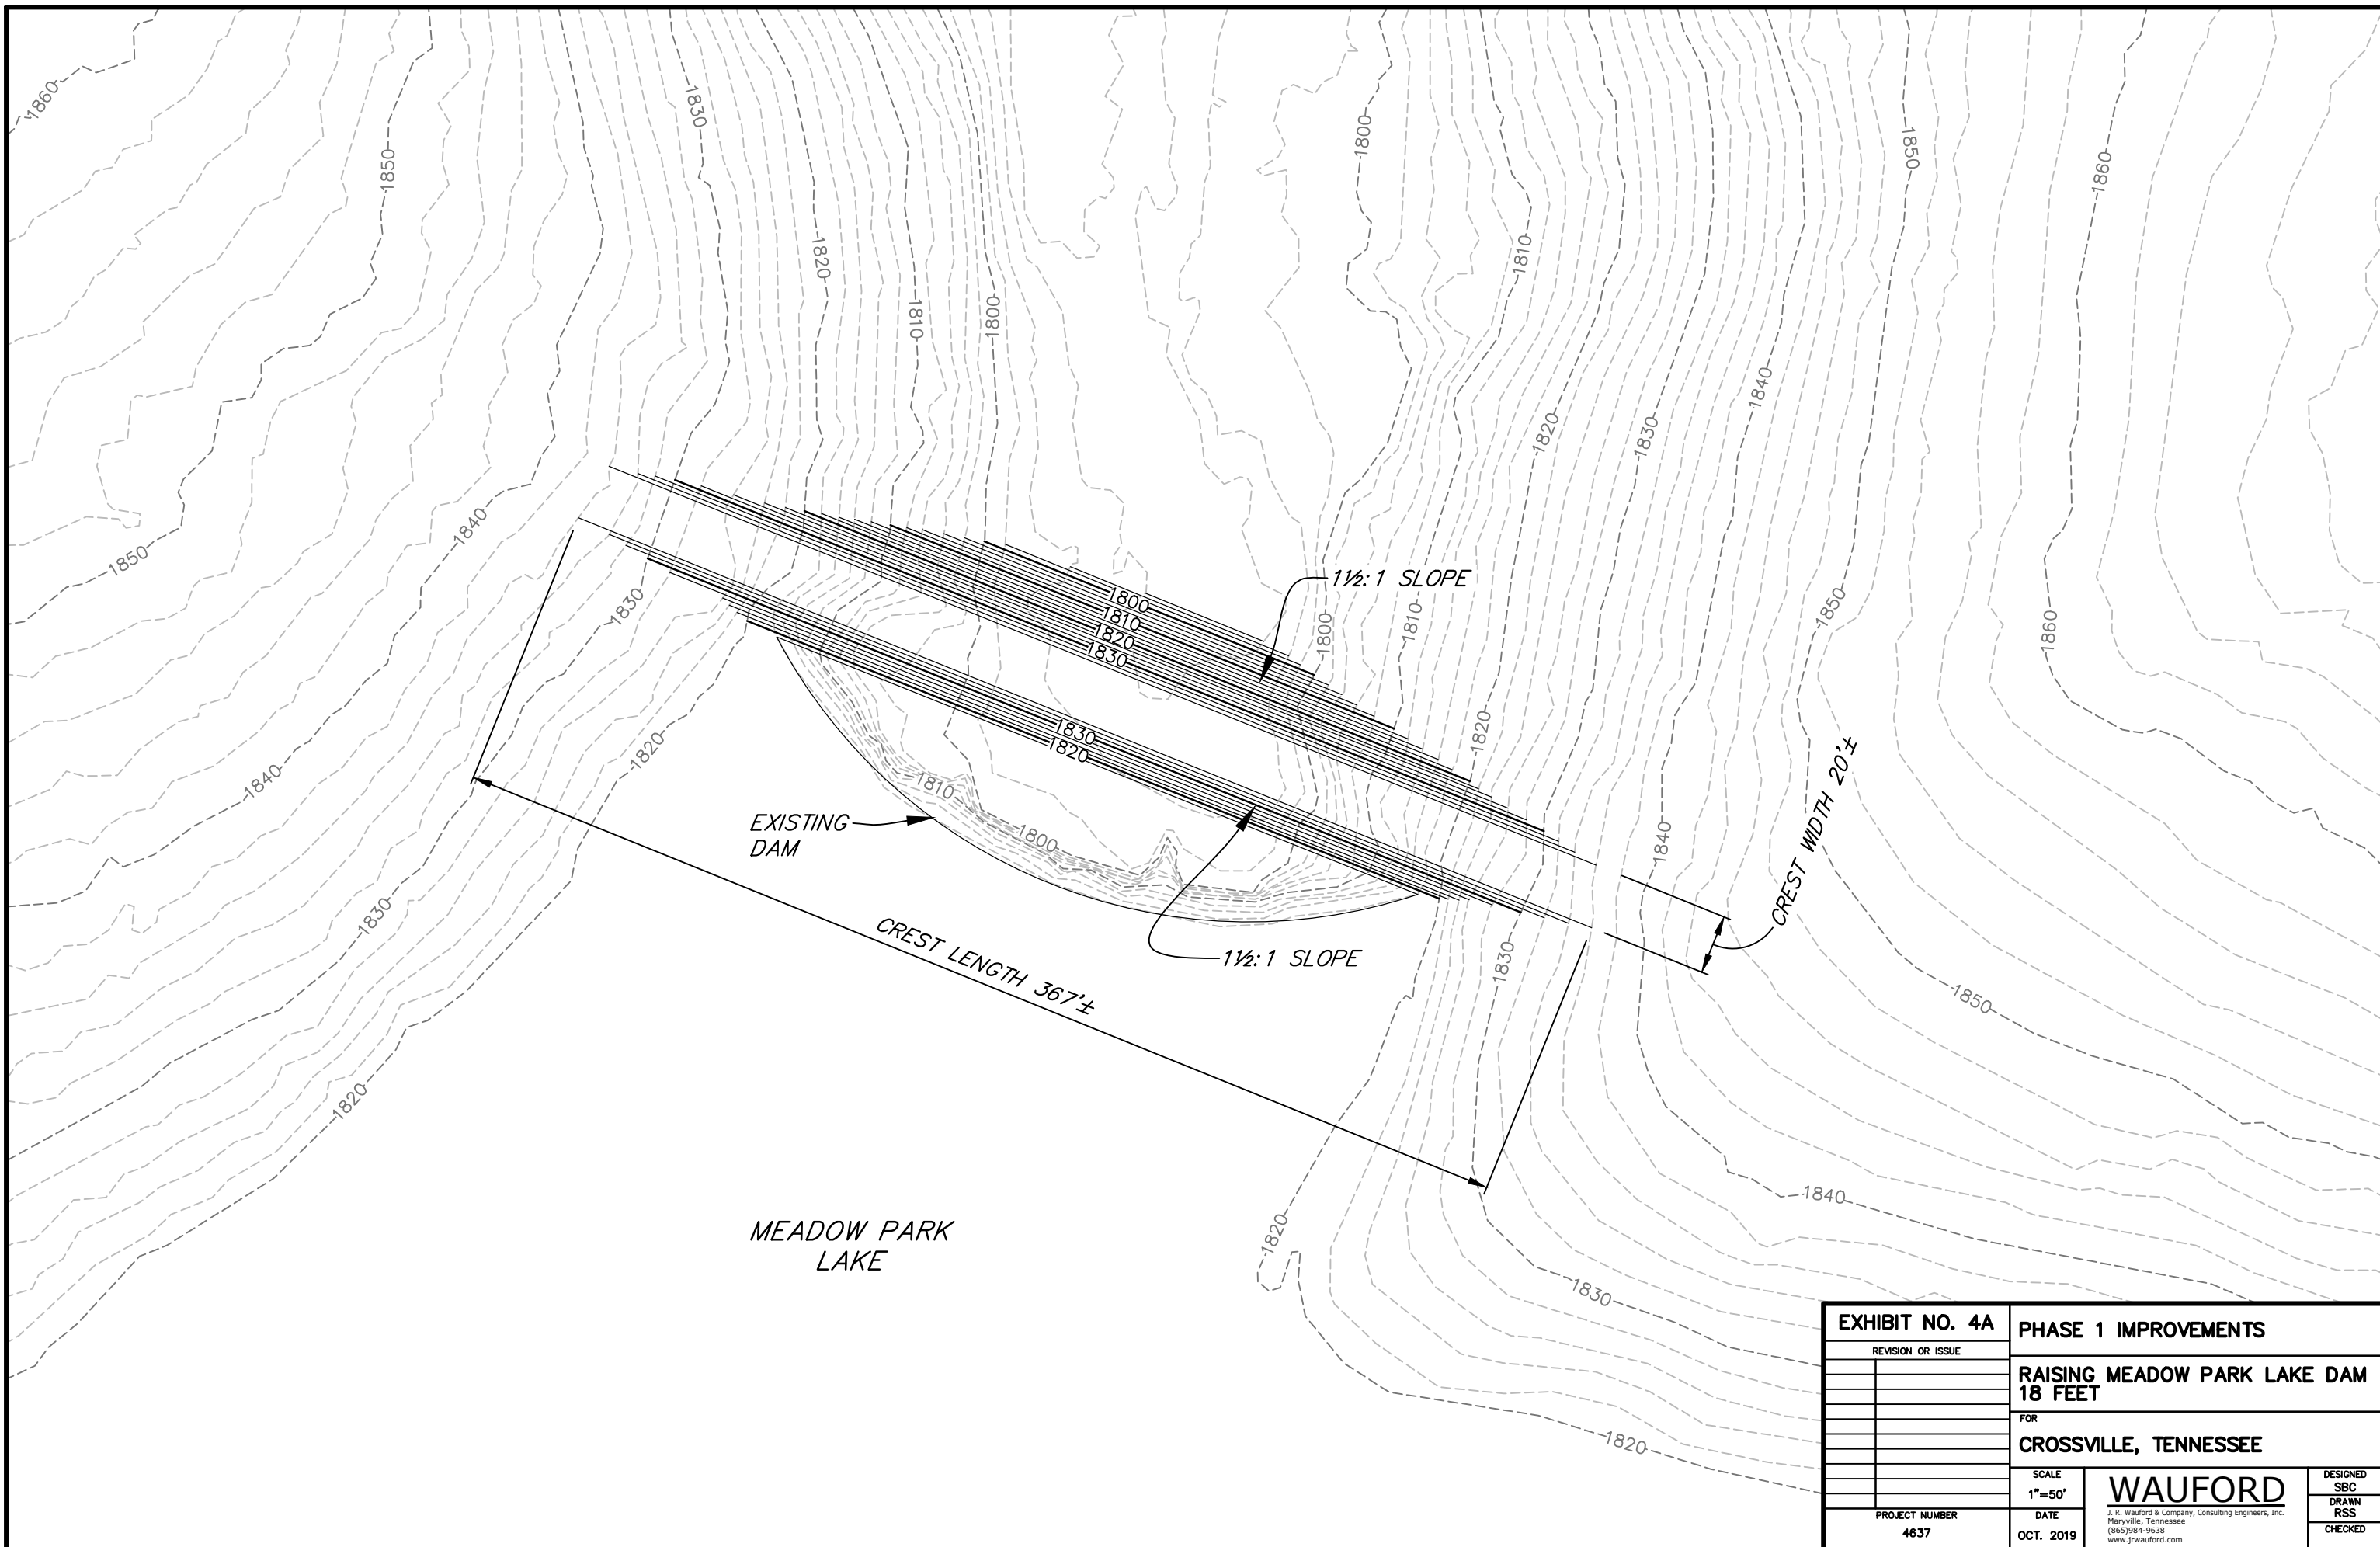 1860
1850
1830
1820
1810
1800
1800
1810
1820
1830
1840
1850
1860
1850
1840
1830
1820
1840
1830
1820
1800
1810
1820
1830
1830
1820
1½:1 SLOPE
1800
1810
1820
1850
1860
1810
1800
EXISTING
DAM
1½:1 SLOPE
1830
1840
CREST WIDTH 20'±
1850
CREST LENGTH 367'±
1820
1840
1830
1820
MEADOW PARK
LAKE
EXHIBIT NO. 4A
REVISION OR ISSUE
PROJECT NUMBER
4637
PHASE 1 IMPROVEMENTS
RAISING MEADOW PARK LAKE DAM
18 FEET
FOR
CROSSVILLE, TENNESSEE
SCALE
1"=50'
DATE
OCT. 2019
WAUFORD
J. R. Wauford & Company, Consulting Engineers, Inc.
Maryville, Tennessee
(865)984-9638
www.jrwauford.com
DESIGNED
SBC
DRAWN
RSS
CHECKED